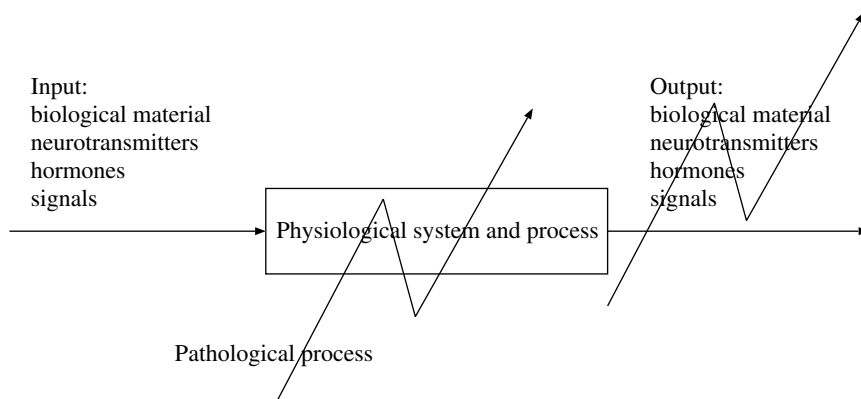 Input:
biological material
neurotransmitters
hormones
signals
Output:
biological material
neurotransmitters
hormones
signals
Physiological system and process
Pathological process